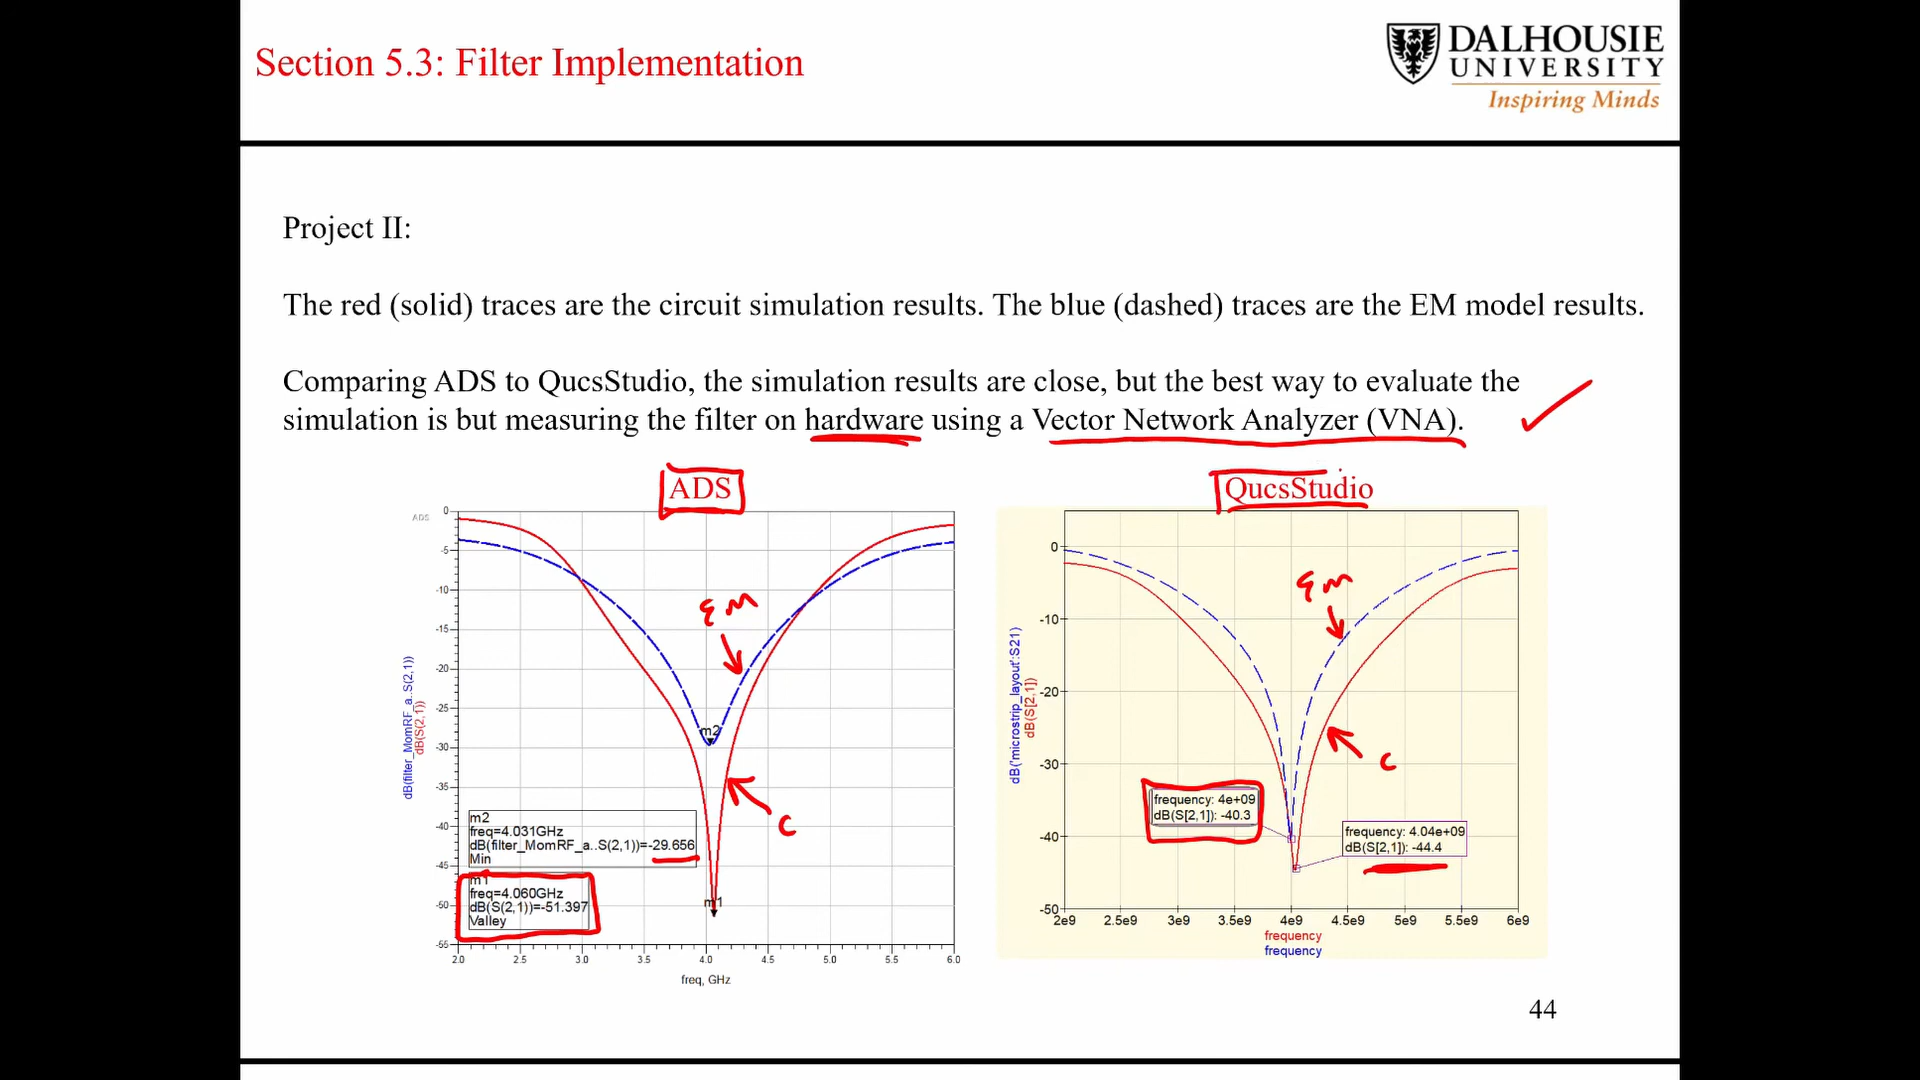 Section 5.3: Filter Implementation
DALHOUSIE
UNIVERSITY
Inspiring Minds
Project II:
The red (solid) traces are the circuit simulation results. The blue (dashed) traces are the EM model results.
Comparing ADS to QucsStudio, the simulation results are close, but the best way to evaluate the
simulation is but measuring the filter on hardware using a Vector Network Analyzer (VNA).
ADS
ADS
0
-5
-10
-15
-20
-25
-30
-35
-40
-45
-50
-55
dB(filter_MomRF_a..S(2,1))
dB(S(2,1))
EM
m2
C
m1
m2
freq=4.031GHz
dB(filter_MomRF_a..S(2,1))=-29.656
Min
m1
freq=4.060GHz
dB(S(2,1))=-51.397
Valley
2.0 2.5 3.0 3.5 4.0 4.5 5.0 5.5 6.0
freq, GHz
QucsStudio
0
-10
-20
-30
-40
-50
dB('microstrip_layout':S21)
dB(S[2,1])
EM
C
frequency: 4e+09
dB(S[2,1]): -40.3
frequency: 4.04e+09
dB(S[2,1]): -44.4
2e9 2.5e9 3e9 3.5e9 4e9 4.5e9 5e9 5.5e9 6e9
frequency
frequency
44